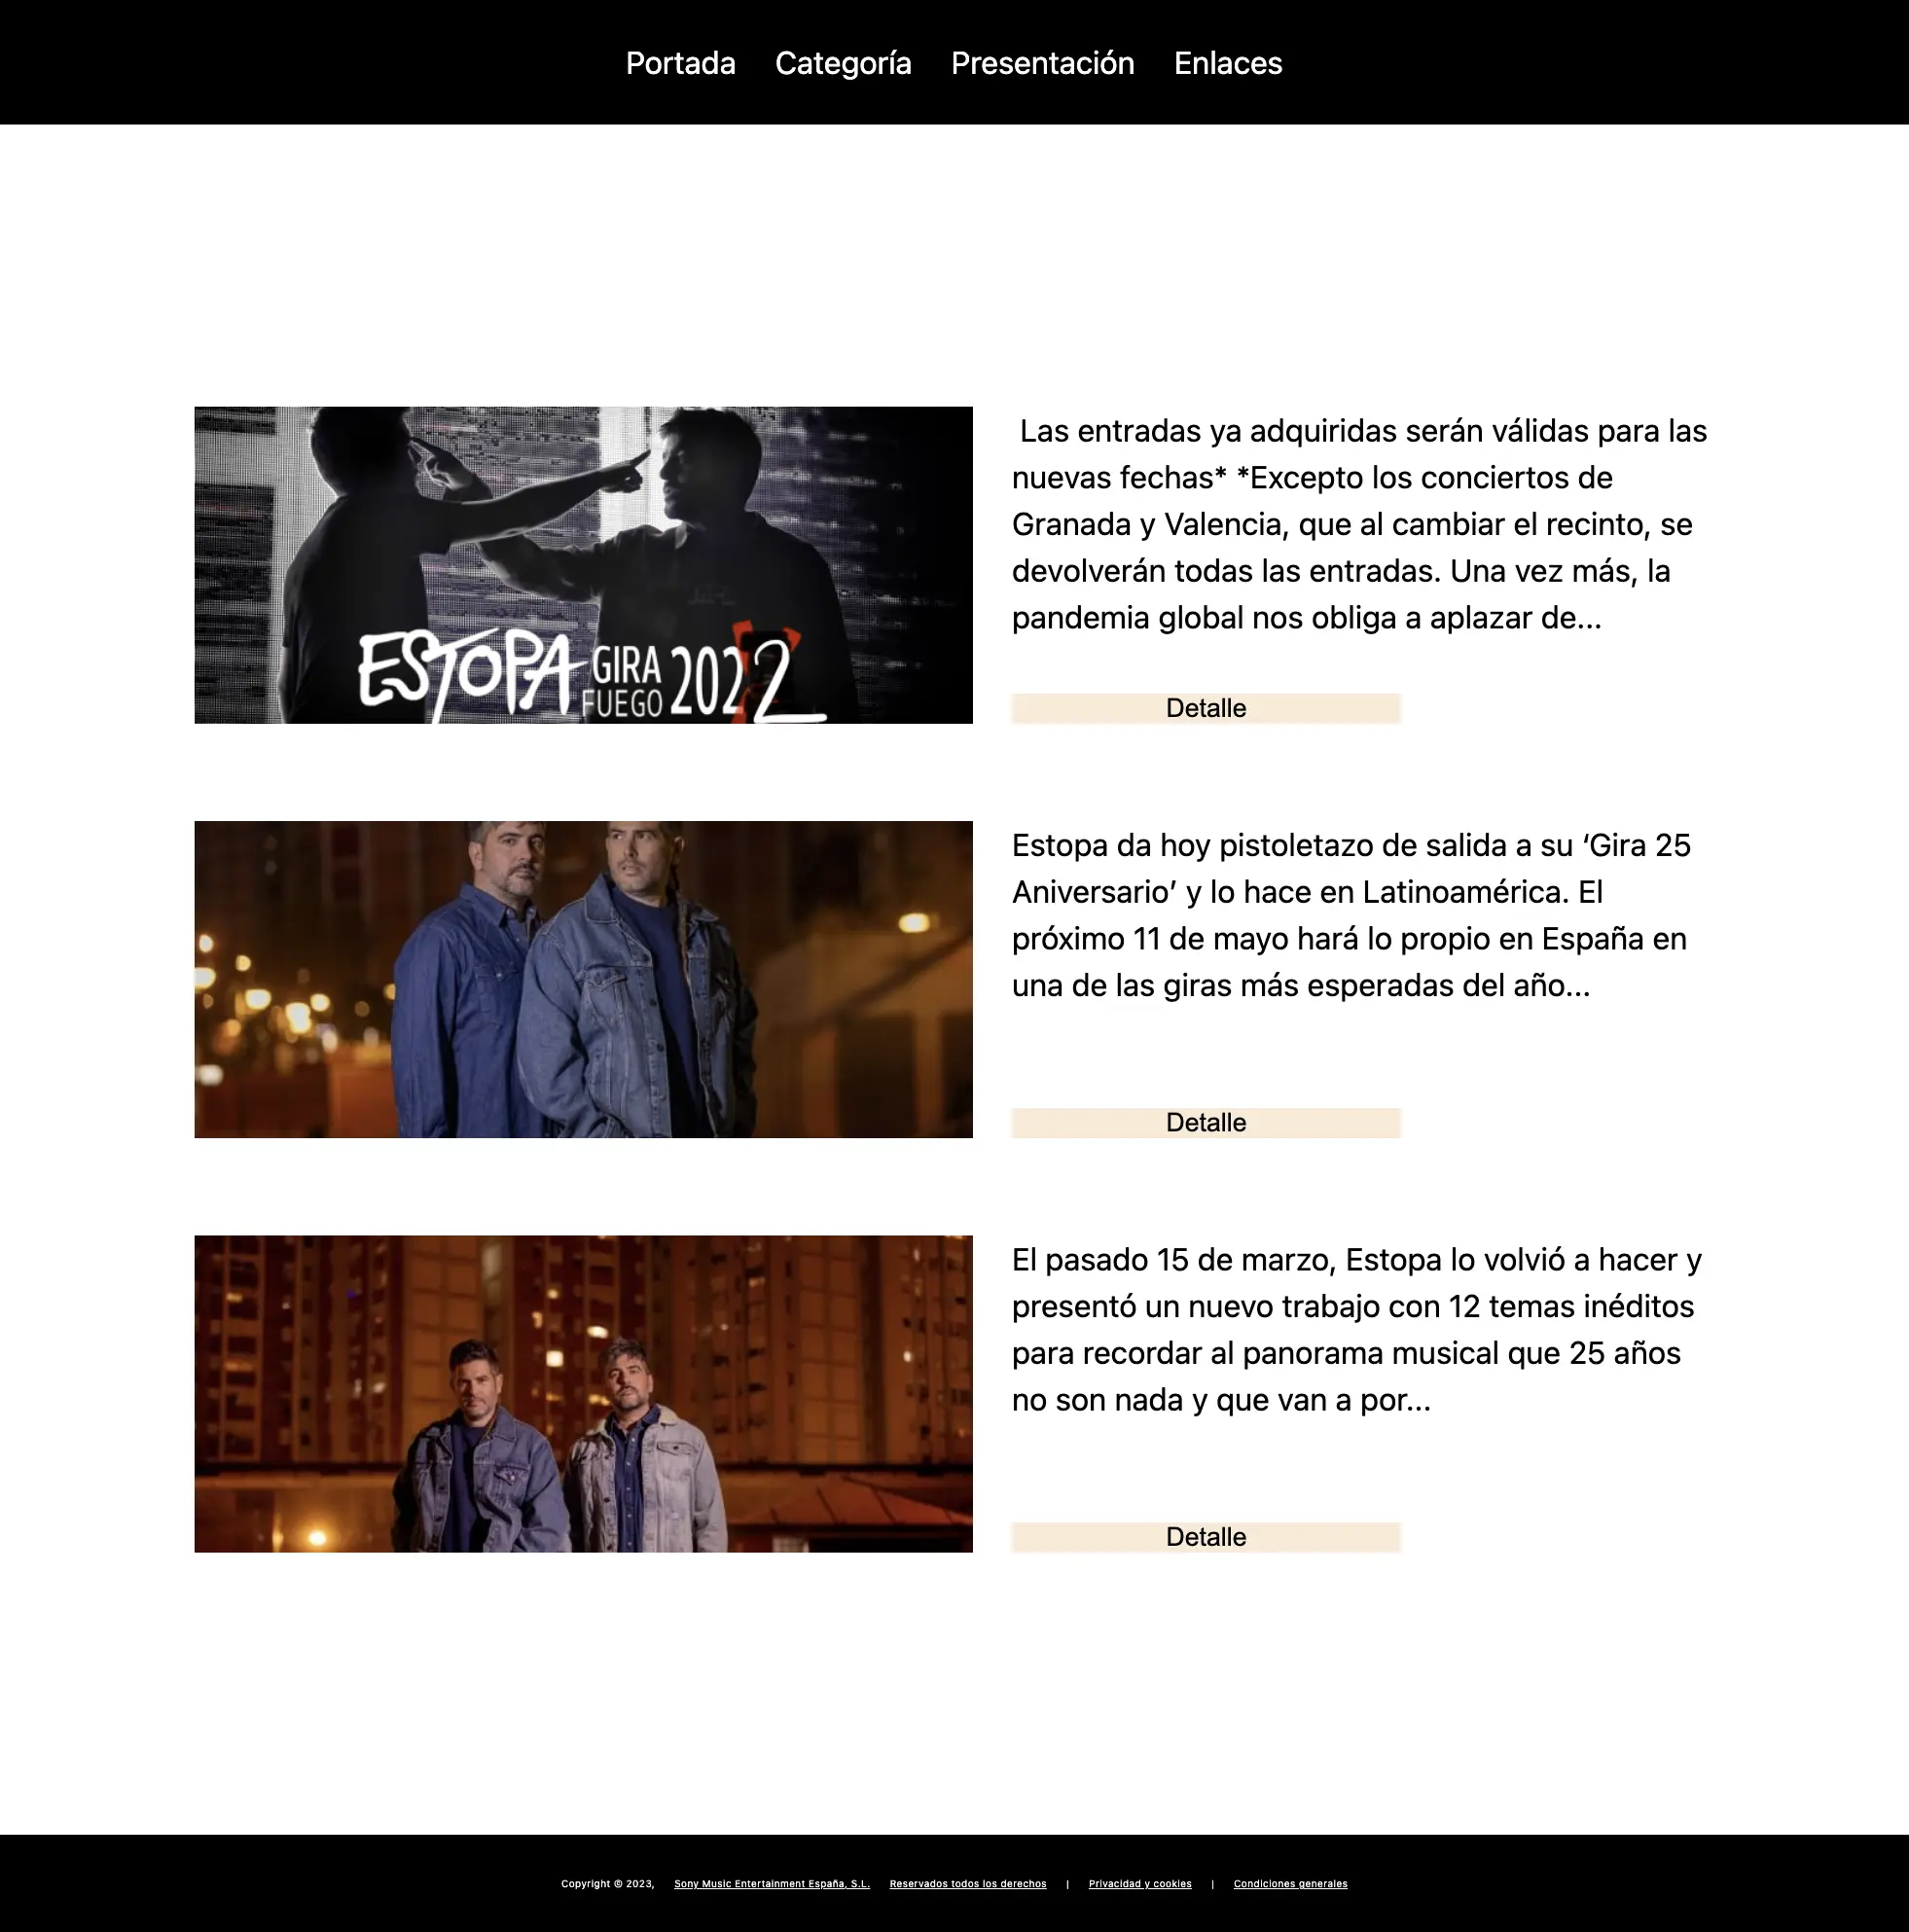 Portada Categoría Presentación Enlaces
Las entradas ya adquiridas serán válidas para las
nuevas fechas* *Excepto los conciertos de
Granada y Valencia, que al cambiar el recinto, se
devolverán todas las entradas. Una vez más, la
pandemia global nos obliga a aplazar de...
ESTOPA GIRA FUEGO 2022
Detalle
Estopa da hoy pistoletazo de salida a su ‘Gira 25
Aniversario’ y lo hace en Latinoamérica. El
próximo 11 de mayo hará lo propio en España en
una de las giras más esperadas del año...
Detalle
El pasado 15 de marzo, Estopa lo volvió a hacer y
presentó un nuevo trabajo con 12 temas inéditos
para recordar al panorama musical que 25 años
no son nada y que van a por...
Detalle
Copyright © 2023, Sony Music Entertainment España, S.L. Reservados todos los derechos | Privacidad y cookies | Condiciones generales